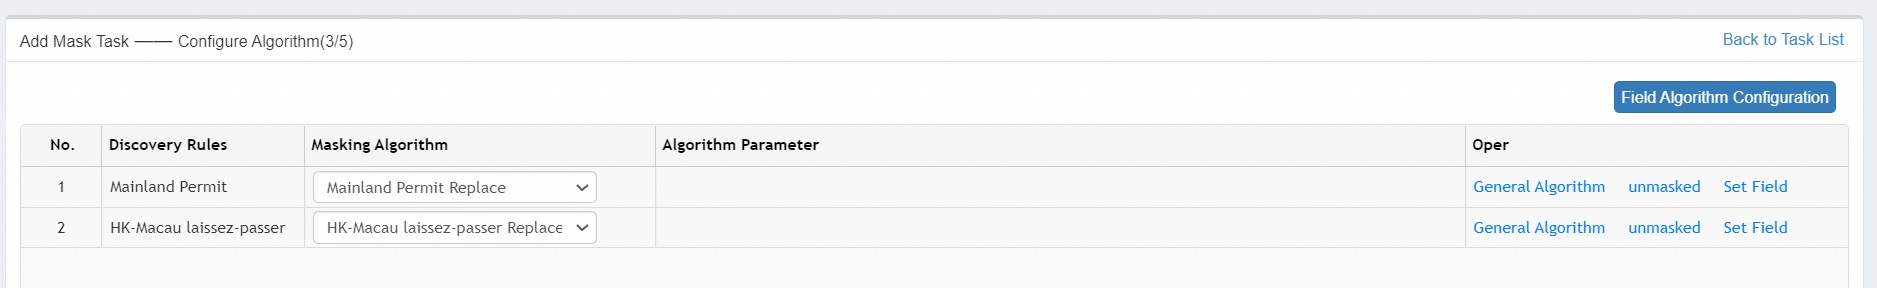 Add Mask Task —— Configure Algorithm(3/5)
Back to Task List
Field Algorithm Configuration
No. Discovery Rules Masking Algorithm Algorithm Parameter Oper
1 Mainland Permit Mainland Permit Replace General Algorithm unmasked Set Field
2 HK-Macau laissez-passer HK-Macau laissez-passer Replace General Algorithm unmasked Set Field